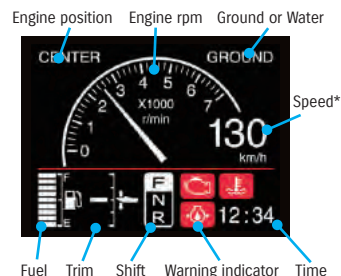 Engine position Engine rpm Ground or Water
CENTER GROUND
0 1 2 3 4 5 6 7
X1000
r/min
Speed*
130
km/h
F
E
F
N
R
12:34
Fuel Trim Shift Warning indicator Time